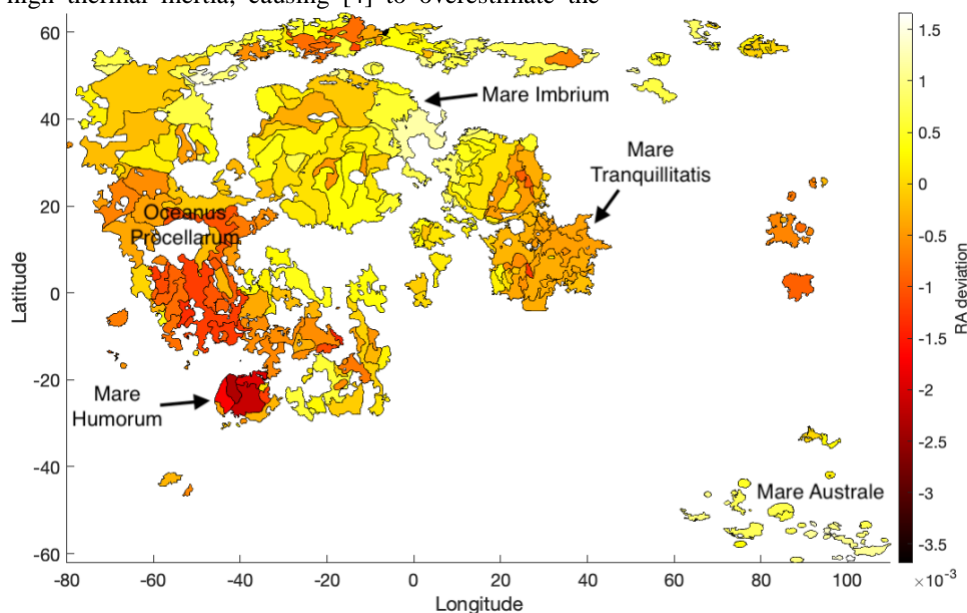 high thermal inertia, causing [4] to overestimate the
60
40
20
0
-20
-40
-60
Latitude
-80
-60
-40
-20
0
20
40
60
80
100
Longitude
Mare Imbrium
Mare
Tranquillitatis
Oceanus
Procellarum
Mare
Humorum
Mare Australe
1.5
1
0.5
0
-0.5
-1
-1.5
-2
-2.5
-3
-3.5
×10⁻³
RA deviation